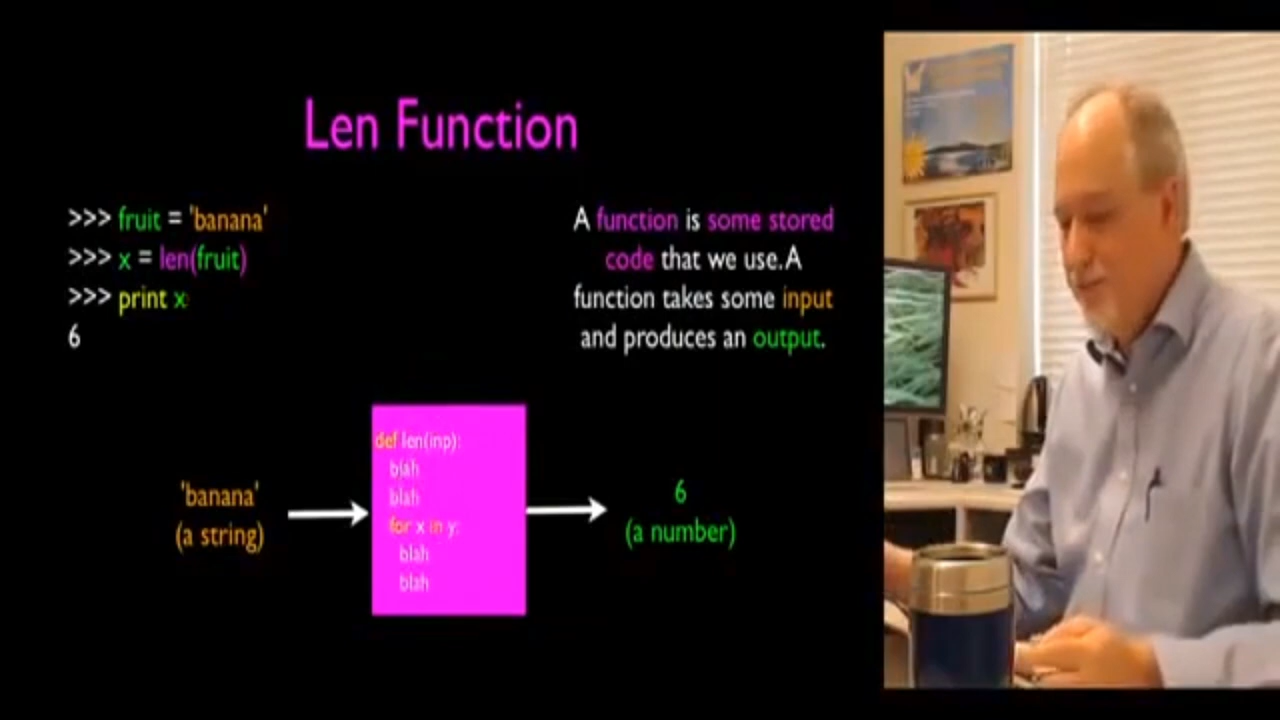 Len Function
>>> fruit = 'banana'
>>> x = len(fruit)
>>> print x
6
A function is some stored
code that we use. A
function takes some input
and produces an output.
'banana'
(a string)
def len(inp):
blah
blah
for x in y:
blah
blah
6
(a number)